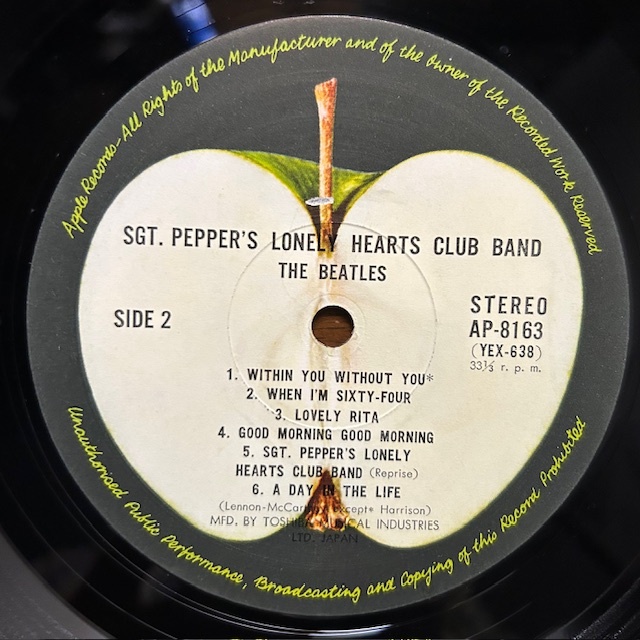 Apple Records-All Rights of the Manufacturer and of the Owner of the Recorded Work Reserved
SGT. PEPPER'S LONELY HEARTS CLUB BAND
THE BEATLES
SIDE 2
STEREO
AP-8163
(YEX-638)
33⅓ r. p. m.
1. WITHIN YOU WITHOUT YOU*
2. WHEN I'M SIXTY-FOUR
3. LOVELY RITA
4. GOOD MORNING GOOD MORNING
5. SGT. PEPPER'S LONELY
HEARTS CLUB BAND (Reprise)
6. A DAY IN THE LIFE
(Lennon-McCartney except* Harrison)
MFD. BY TOSHIBA MUSICAL INDUSTRIES
LTD. JAPAN
Unauthorised Public Performance, Broadcasting and Copying of this Record Prohibited